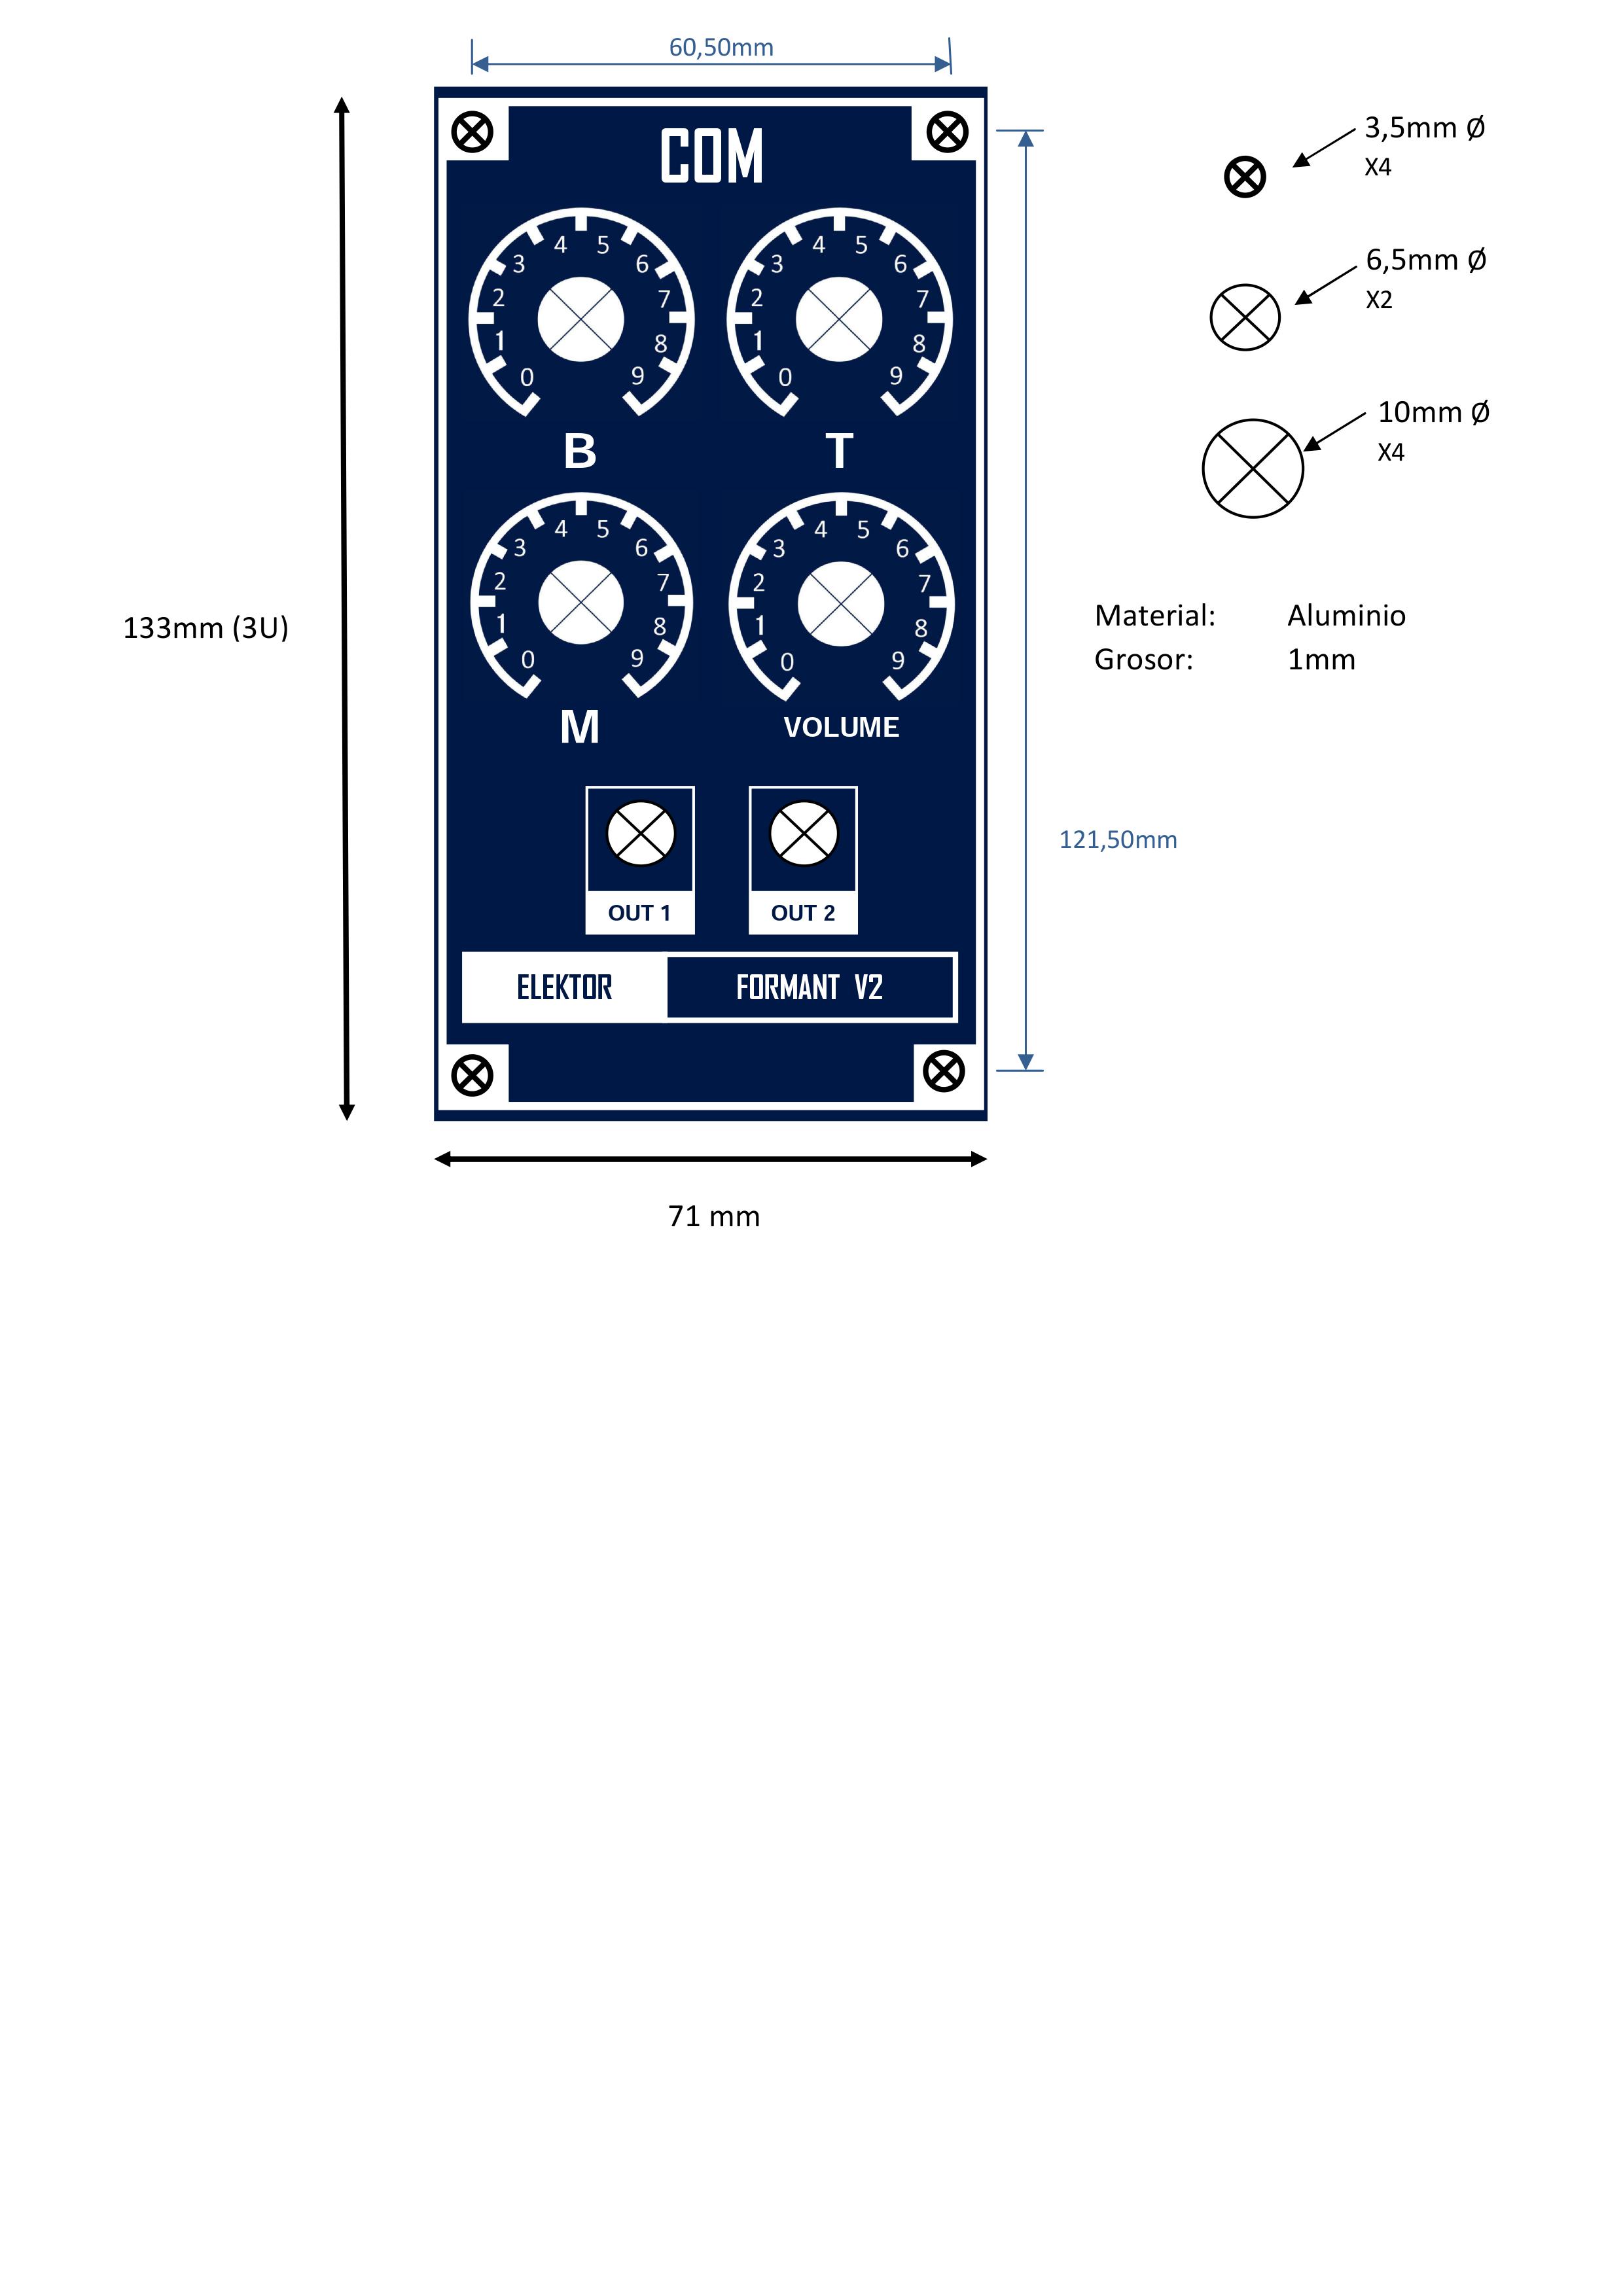 60,50mm
COM
3,5mm Ø
X4
6,5mm Ø
X2
10mm Ø
X4
0 1 2 3 4 5 6 7 8 9
0 1 2 3 4 5 6 7 8 9
B
T
0 1 2 3 4 5 6 7 8 9
0 1 2 3 4 5 6 7 8 9
M
VOLUME
133mm (3U)
Material: Aluminio
Grosor: 1mm
121,50mm
OUT 1
OUT 2
ELEKTOR
FORMANT V2
71 mm